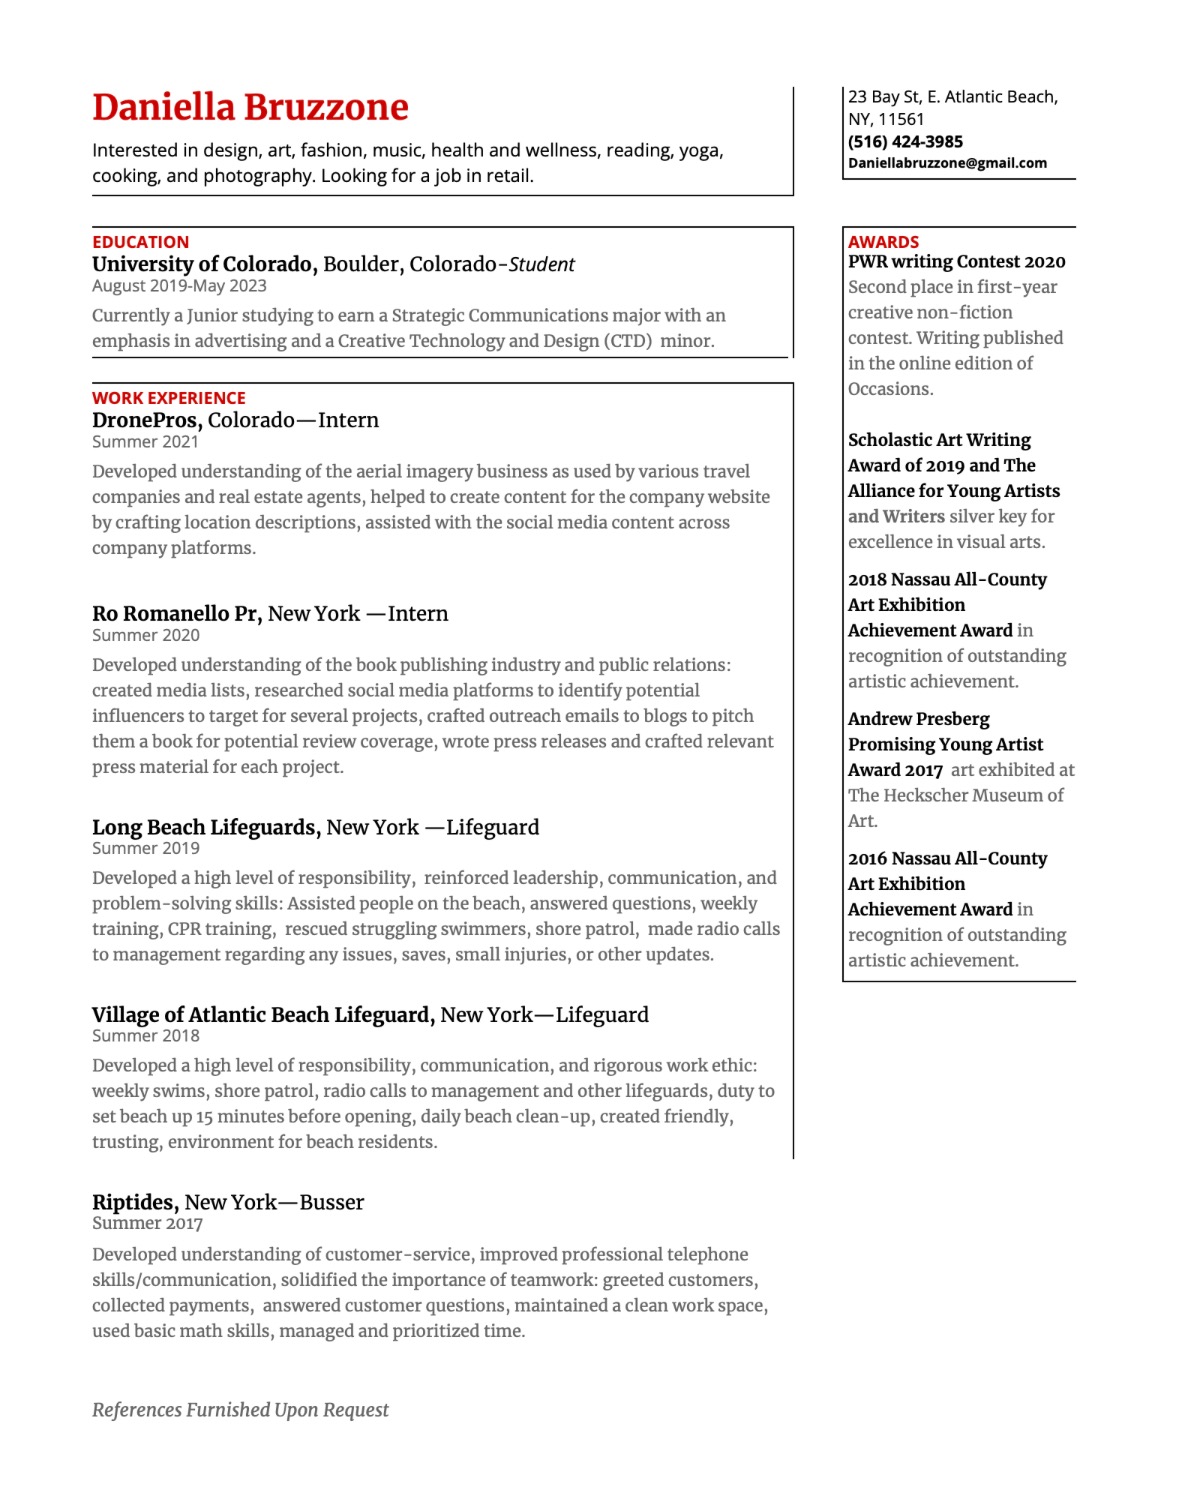 Daniella Bruzzone
Interested in design, art, fashion, music, health and wellness, reading, yoga,
cooking, and photography. Looking for a job in retail.
23 Bay St, E. Atlantic Beach,
NY, 11561
(516) 424-3985
Daniellabruzzone@gmail.com
EDUCATION
University of Colorado, Boulder, Colorado-Student
August 2019-May 2023
Currently a Junior studying to earn a Strategic Communications major with an
emphasis in advertising and a Creative Technology and Design (CTD)  minor.
WORK EXPERIENCE
DronePros, Colorado—Intern
Summer 2021
Developed understanding of the aerial imagery business as used by various travel
companies and real estate agents, helped to create content for the company website
by crafting location descriptions, assisted with the social media content across
company platforms.
Ro Romanello Pr, New York —Intern
Summer 2020
Developed understanding of the book publishing industry and public relations:
created media lists, researched social media platforms to identify potential
influencers to target for several projects, crafted outreach emails to blogs to pitch
them a book for potential review coverage, wrote press releases and crafted relevant
press material for each project.
Long Beach Lifeguards, New York —Lifeguard
Summer 2019
Developed a high level of responsibility,  reinforced leadership, communication, and
problem-solving skills: Assisted people on the beach, answered questions, weekly
training, CPR training,  rescued struggling swimmers, shore patrol,  made radio calls
to management regarding any issues, saves, small injuries, or other updates.
Village of Atlantic Beach Lifeguard, New York—Lifeguard
Summer 2018
Developed a high level of responsibility, communication, and rigorous work ethic:
weekly swims, shore patrol, radio calls to management and other lifeguards, duty to
set beach up 15 minutes before opening, daily beach clean-up, created friendly,
trusting, environment for beach residents.
Riptides, New York—Busser
Summer 2017
Developed understanding of customer-service, improved professional telephone
skills/communication, solidified the importance of teamwork: greeted customers,
collected payments,  answered customer questions, maintained a clean work space,
used basic math skills, managed and prioritized time.
References Furnished Upon Request
AWARDS
PWR writing Contest 2020
Second place in first-year
creative non-fiction
contest. Writing published
in the online edition of
Occasions.
Scholastic Art Writing
Award of 2019 and The
Alliance for Young Artists
and Writers silver key for
excellence in visual arts.
2018 Nassau All-County
Art Exhibition
Achievement Award in
recognition of outstanding
artistic achievement.
Andrew Presberg
Promising Young Artist
Award 2017  art exhibited at
The Heckscher Museum of
Art.
2016 Nassau All-County
Art Exhibition
Achievement Award in
recognition of outstanding
artistic achievement.